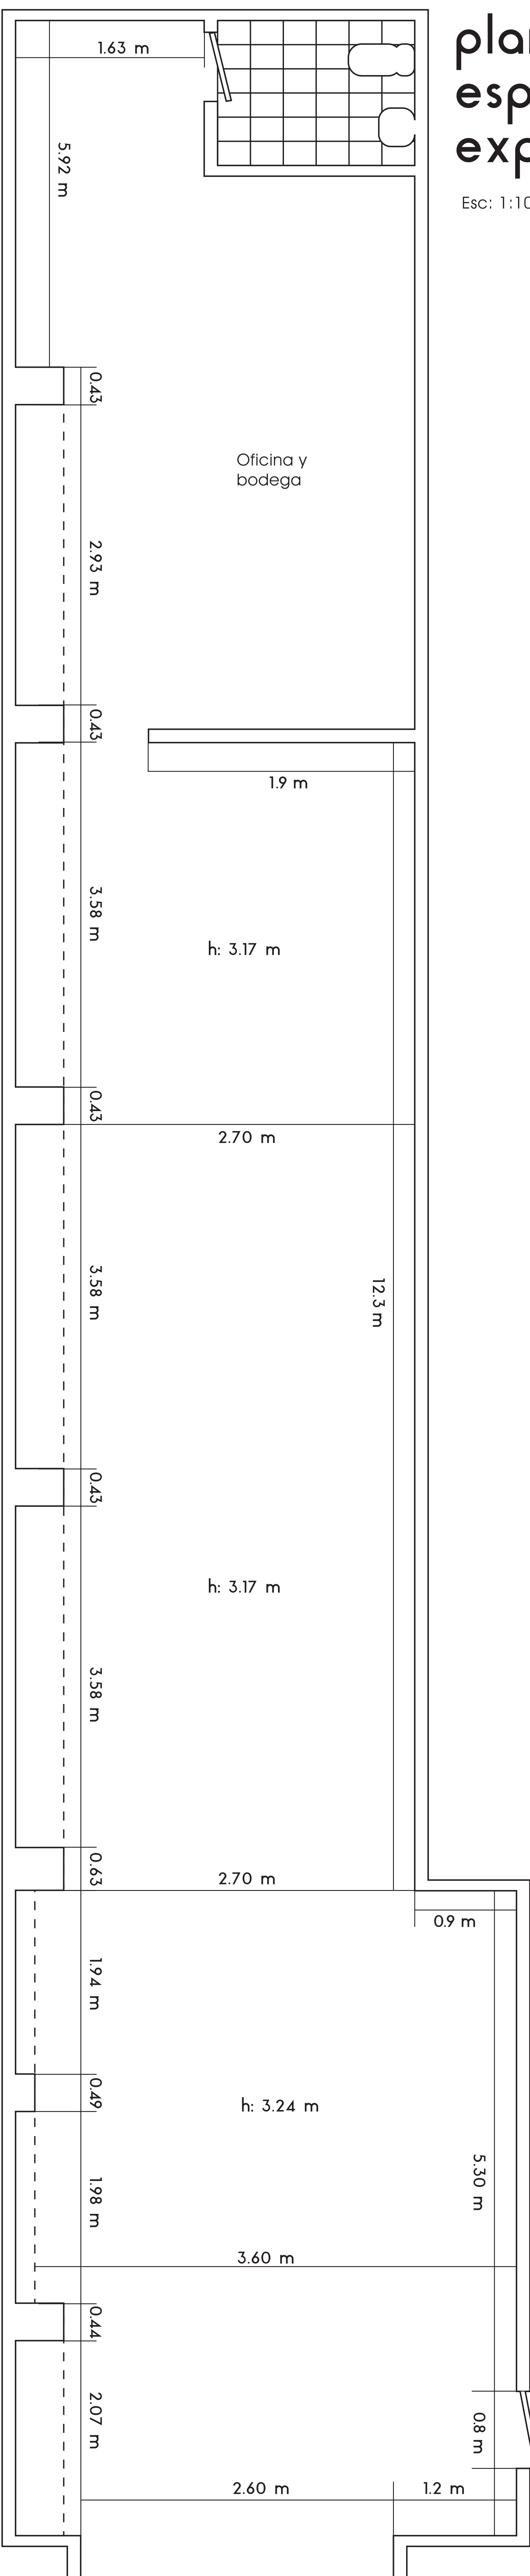 plan
esp
exp
Esc: 1:10
1.63 m
5.92 m
0.43
Oficina y
bodega
2.93 m
0.43
1.9 m
3.58 m
h: 3.17 m
0.43
2.70 m
3.58 m
12.3 m
0.43
h: 3.17 m
3.58 m
0.63
2.70 m
0.9 m
1.94 m
0.49
h: 3.24 m
5.30 m
1.98 m
3.60 m
0.44
2.07 m
0.8 m
2.60 m
1.2 m